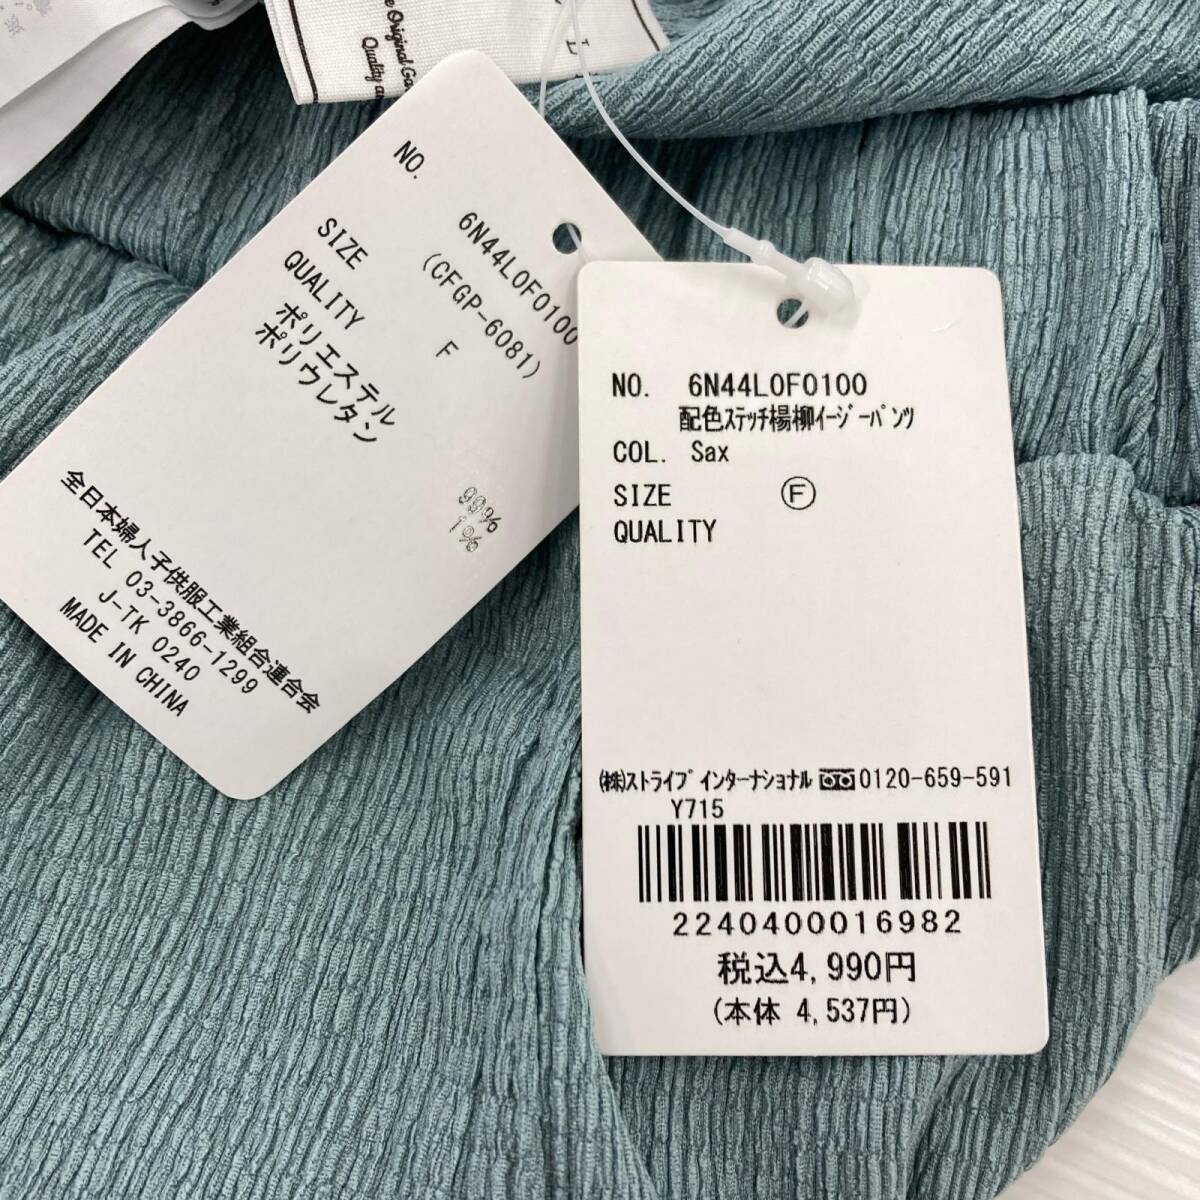 Quality
NO.
6N44L0F0100
(CFGP-6081)
SIZE
F
QUALITY
ポリエステル
99%
ポリウレタン
1%
全日本婦人子供服工業組合連合会
TEL 03-3866-1299
J-TK 0240
MADE IN CHINA
NO. 6N44L0F0100
配色ステッチ楊柳イージーパンツ
COL. Sax
SIZE Ⓕ
QUALITY
㈱ストライプインターナショナル 0120-659-591
Y715
2240400016982
税込4,990円
(本体 4,537円)